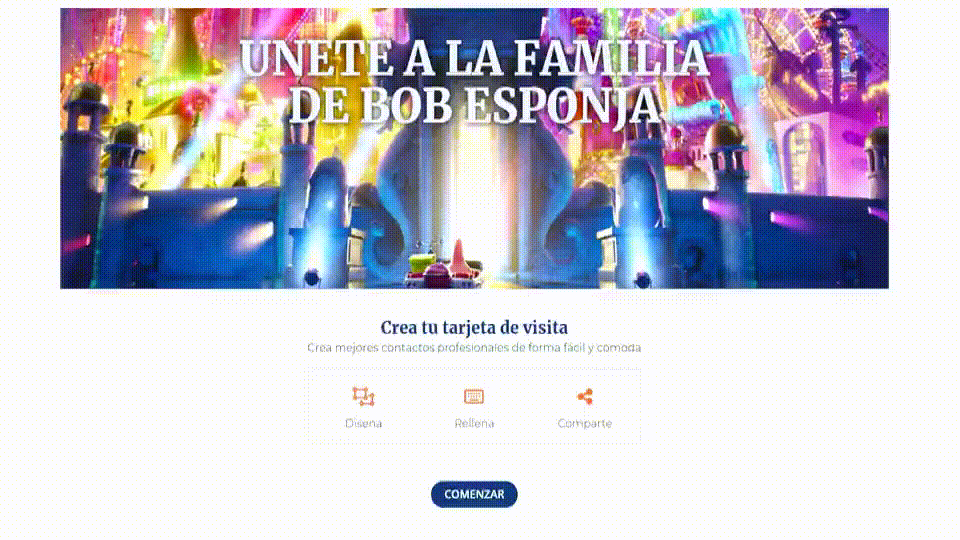 UNETE A LA FAMILIA
DE BOB ESPONJA
Crea tu tarjeta de visita
Crea mejores contactos profesionales de forma fácil y comoda
Disena
Rellena
Comparte
COMENZAR